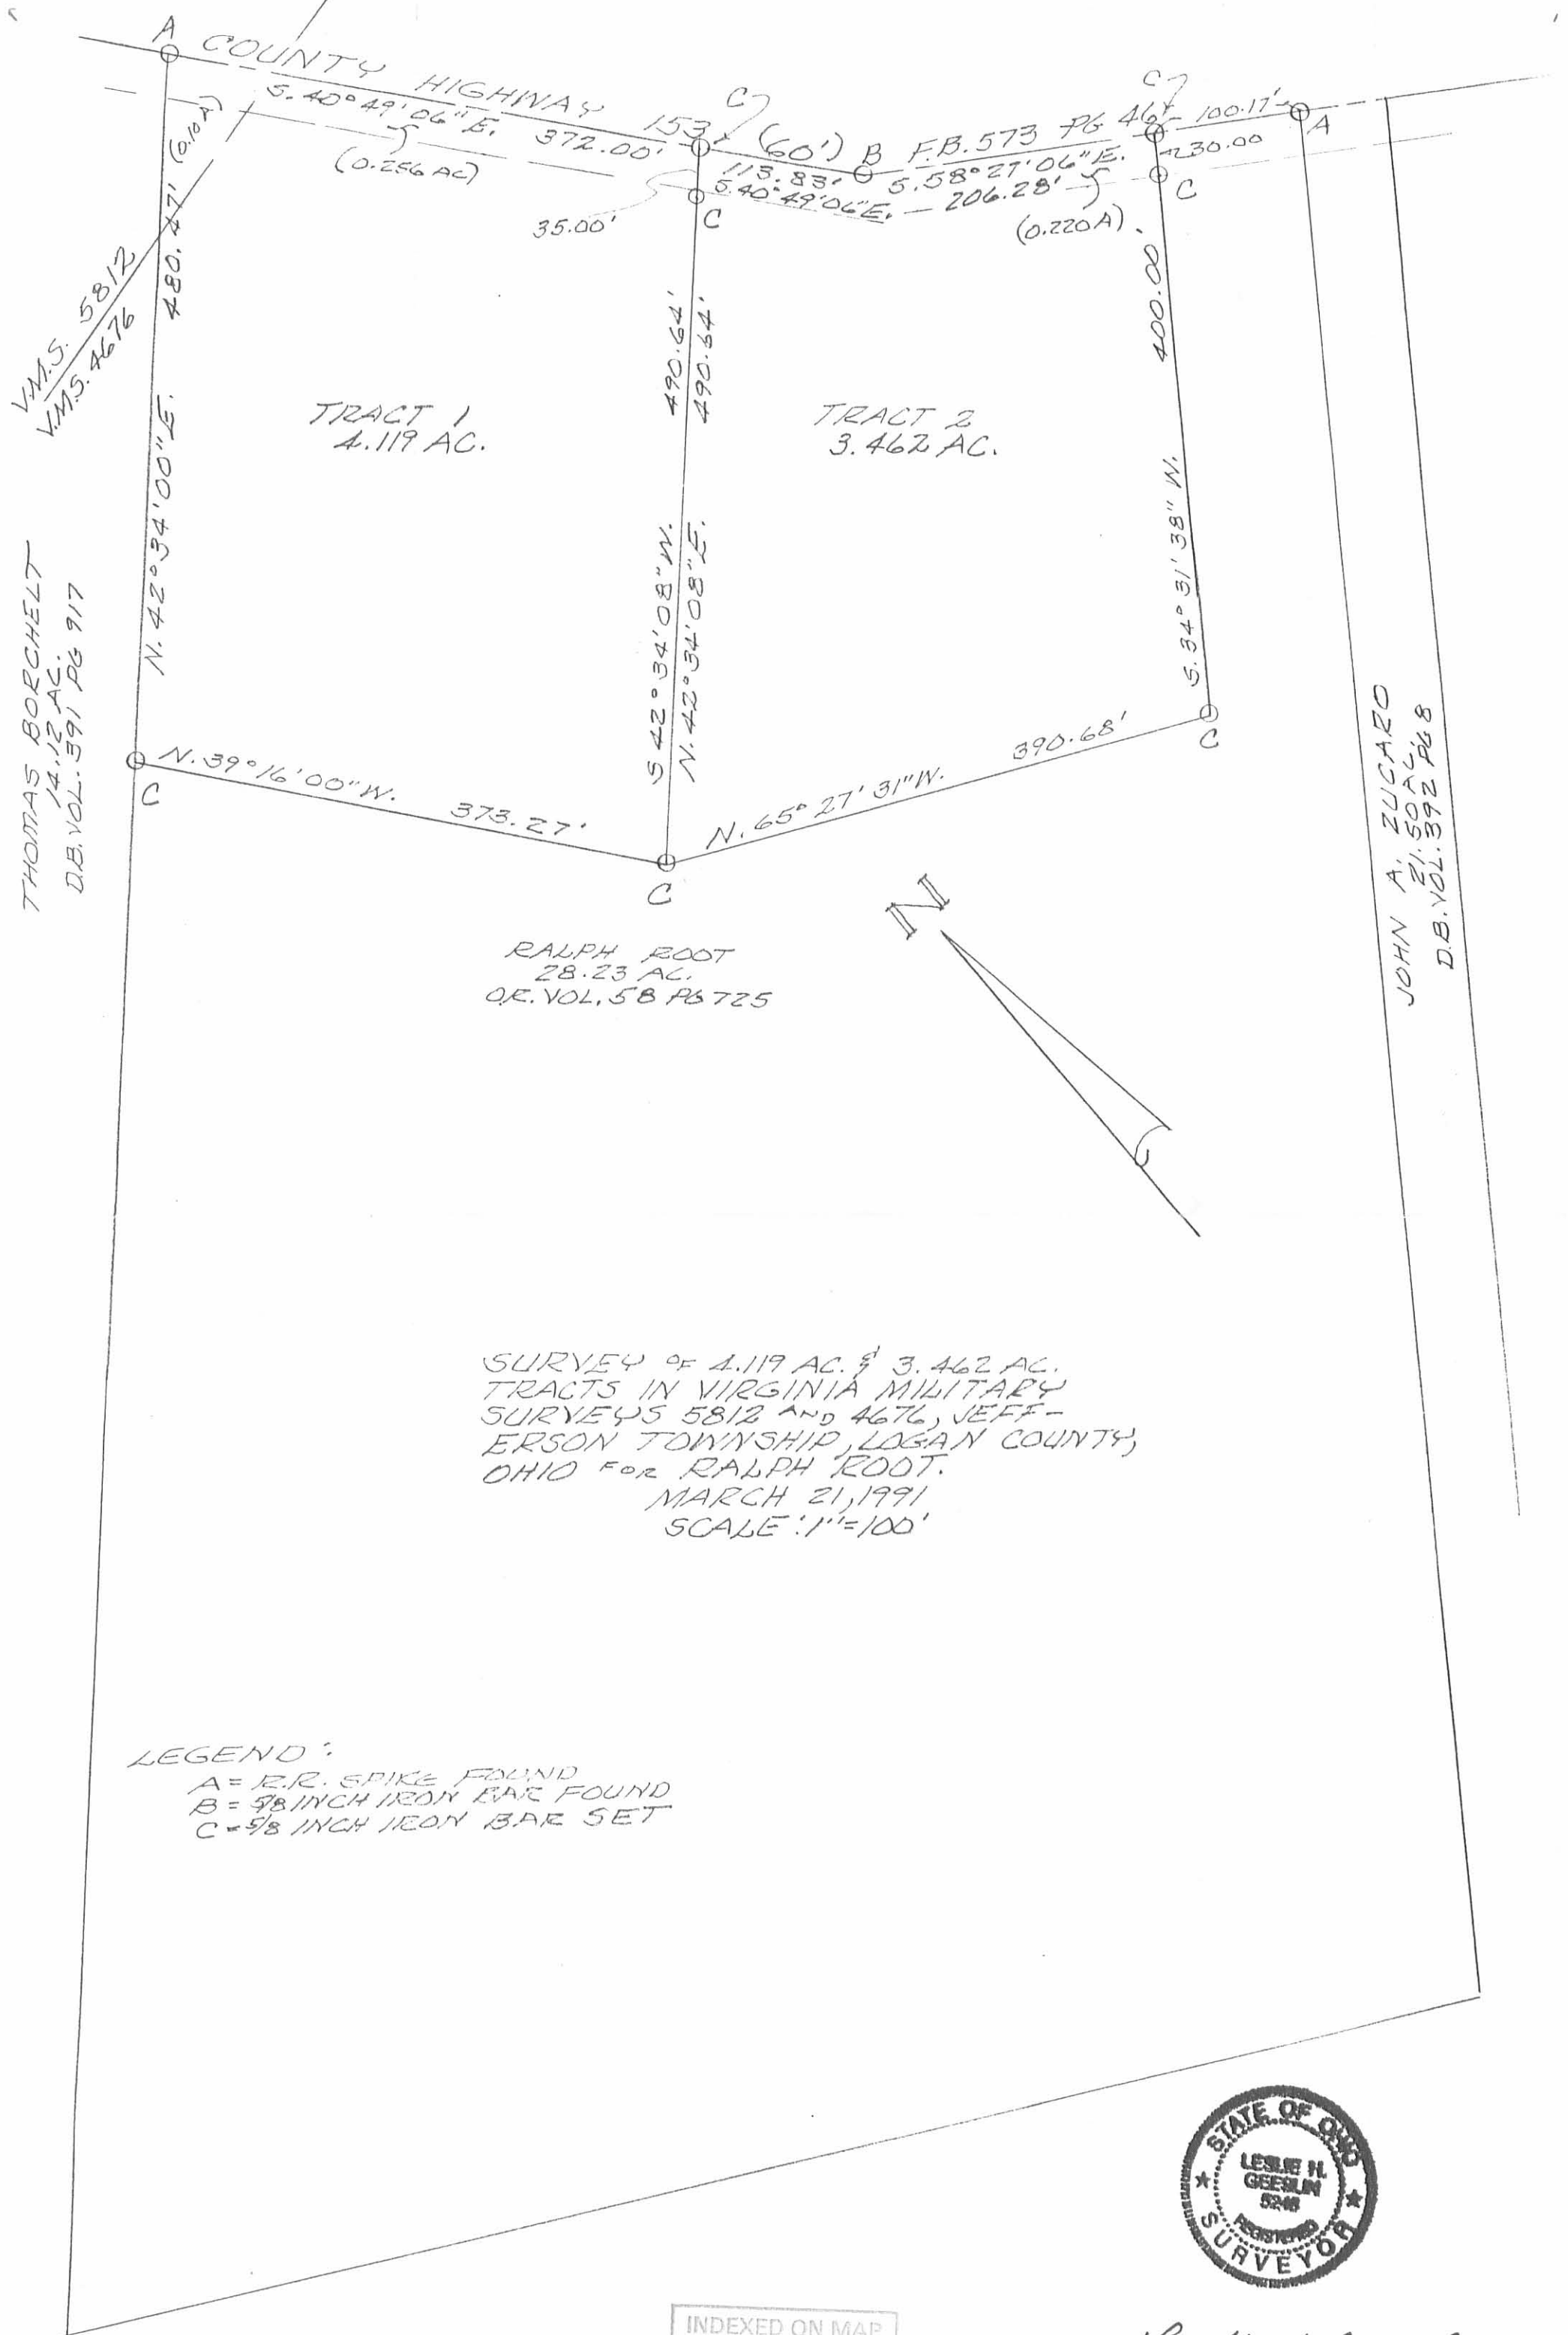 A
COUNTY HIGHWAY 153 (60') F.B. 573 PG 46
S. 40° 49' 06" E. 372.00'
(0.256 AC)
(0.10 A)
C
113.83'
S. 40° 49' 06" E.
B
S. 58° 27' 06" E.
206.28'
(0.220 A)
C
100.17'
A
30.00
C
35.00'
C
V.M.S. 5812
V.M.S. 4676
N. 42° 34' 00" E. 480.47'
TRACT 1
4.119 AC.
S 42° 34' 08" W. 490.64'
N. 42° 34' 08" E. 490.64'
TRACT 2
3.462 AC.
S. 34° 31' 38" W. 400.00
THOMAS BORCHELT
14.12 AC.
D.B. VOL. 391 PG 917
JOHN A. ZUCARO
21.50 AC.
D.B. VOL. 392 PG 8
C
N. 39° 16' 00" W. 373.27'
C
N. 65° 27' 31" W. 390.68'
C
N
RALPH ROOT
28.23 AC.
O.R. VOL. 58 PG 725
SURVEY OF 4.119 AC. & 3.462 AC.
TRACTS IN VIRGINIA MILITARY
SURVEYS 5812 AND 4676, JEFF-
ERSON TOWNSHIP, LOGAN COUNTY,
OHIO FOR RALPH ROOT.
MARCH 21, 1991
SCALE: 1"=100'
LEGEND:
A = R.R. SPIKE FOUND
B = 5/8 INCH IRON BAR FOUND
C = 5/8 INCH IRON BAR SET
STATE OF OHIO
LESLIE H.
GEESLIN
5248
REGISTERED
SURVEYOR
INDEXED ON MAP